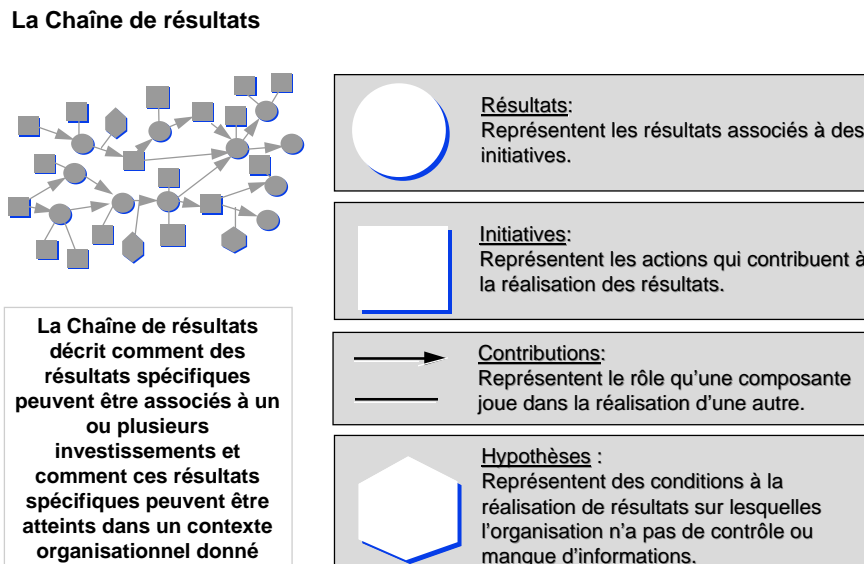 La Chaîne de résultats
Résultats:
Représentent les résultats associés à des
initiatives.
Initiatives:
Représentent les actions qui contribuent à
la réalisation des résultats.
Contributions:
Représentent le rôle qu’une composante
joue dans la réalisation d’une autre.
Hypothèses :
Représentent des conditions à la
réalisation de résultats sur lesquelles
l’organisation n’a pas de contrôle ou
manque d’informations.
La Chaîne de résultats
décrit comment des
résultats spécifiques
peuvent être associés à un
ou plusieurs
investissements et
comment ces résultats
spécifiques peuvent être
atteints dans un contexte
organisationnel donné